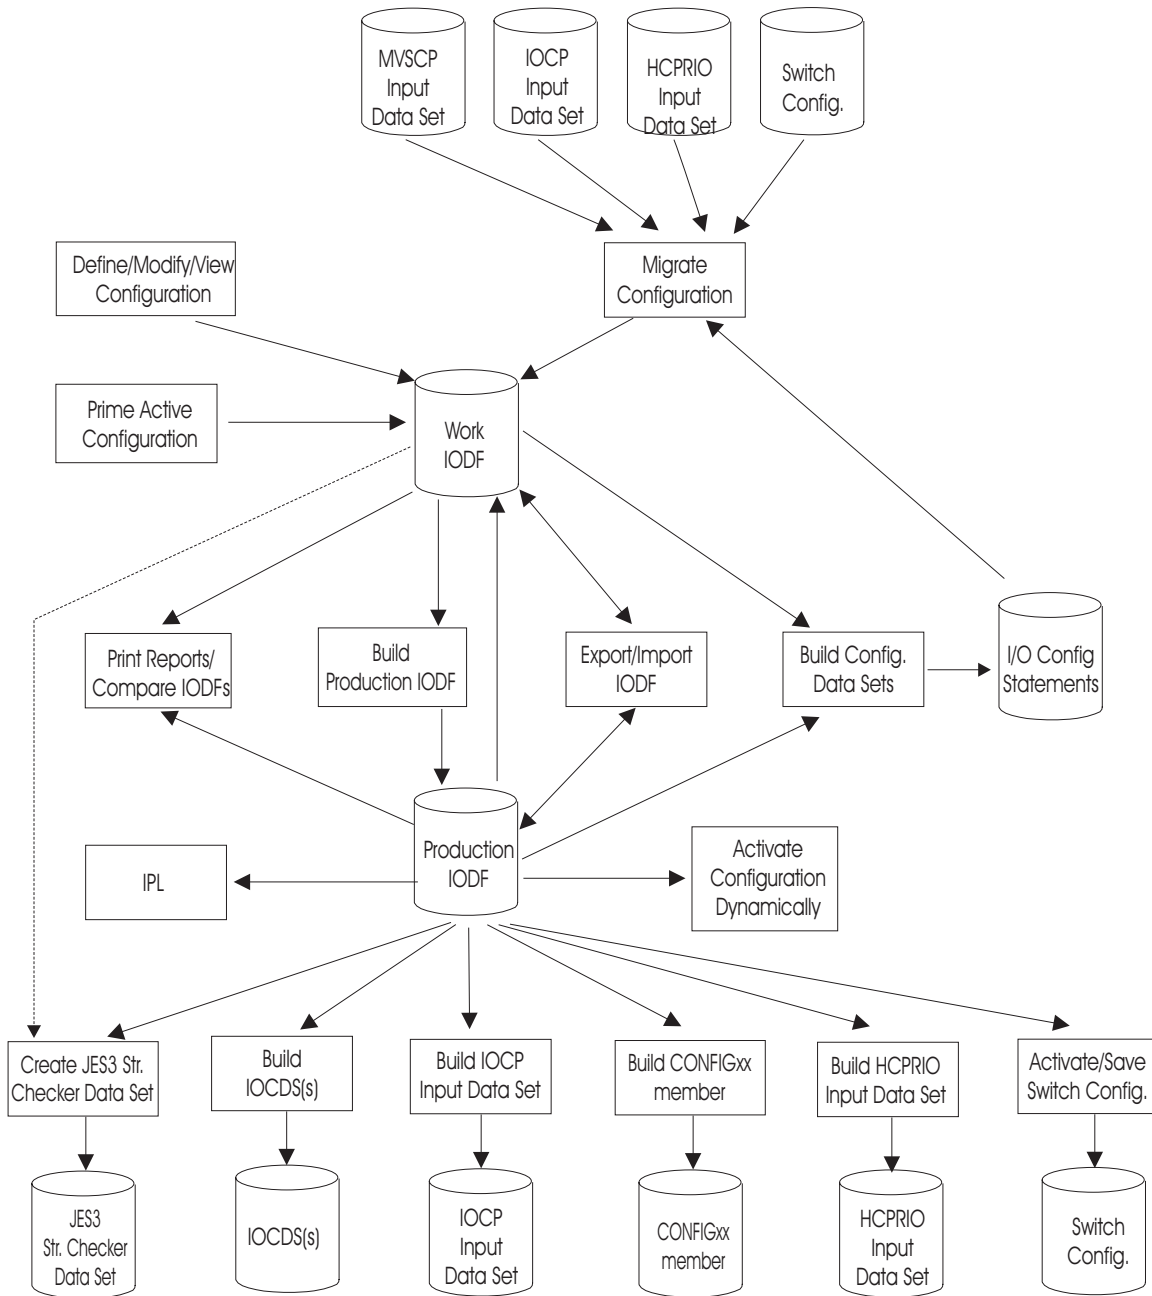 MVSCP
Input
Data Set
IOCP
Input
Data Set
HCPRIO
Input
Data Set
Switch
Config.
Define/Modify/View
Configuration
Migrate
Configuration
Prime Active
Configuration
Work
IODF
Print Reports/
Compare IODFs
Build
Production IODF
Export/Import
IODF
Build Config.
Data Sets
I/O Config
Statements
IPL
Production
IODF
Activate
Configuration
Dynamically
Create JES3 Str.
Checker Data Set
Build
IOCDS(s)
Build IOCP
Input Data Set
Build CONFIGxx
member
Build HCPRIO
Input Data Set
Activate/Save
Switch Config.
JES3
Str. Checker
Data Set
IOCDS(s)
IOCP
Input
Data Set
CONFIGxx
member
HCPRIO
Input
Data Set
Switch
Config.